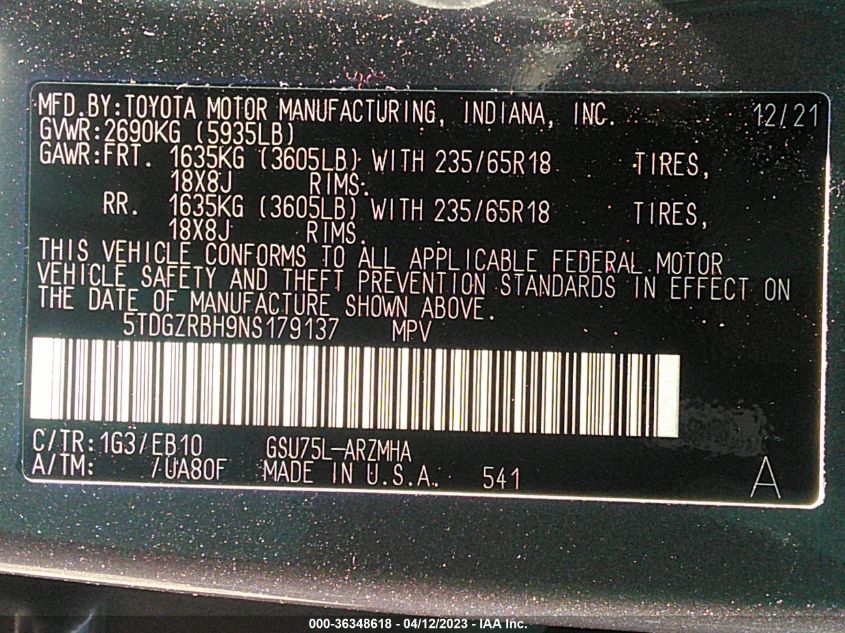 MFD.BY:TOYOTA MOTOR MANUFACTURING, INDIANA, INC. 12/21
GVWR:2690KG (5935LB)
GAWR:FRT. 1635KG (3605LB) WITH 235/65R18 TIRES,
18X8J RIMS.
RR. 1635KG (3605LB) WITH 235/65R18 TIRES,
18X8J RIMS.
THIS VEHICLE CONFORMS TO ALL APPLICABLE FEDERAL MOTOR
VEHICLE SAFETY AND THEFT PREVENTION STANDARDS IN EFFECT ON
THE DATE OF MANUFACTURE SHOWN ABOVE.
5TDGZRBH9NS179137 MPV
C/TR:1G3/EB10 GSU75L-ARZMHA
A/TM: /UA80F MADE IN U.S.A. 541 A
000-36348618 - 04/12/2023 - IAA Inc.